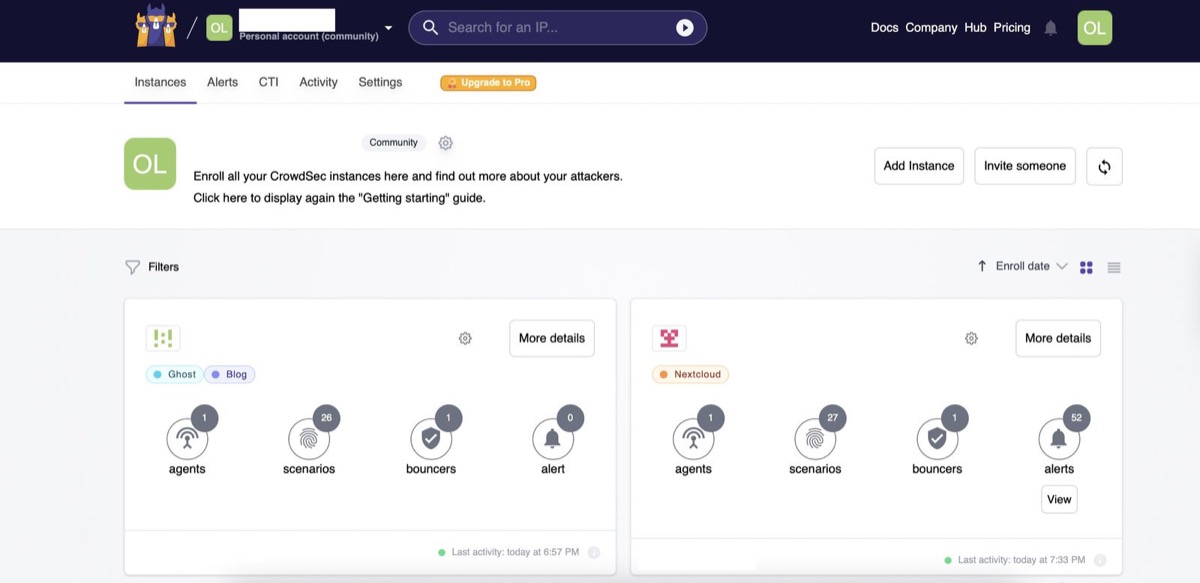 OL
Personal account (community)
Search for an IP...
Docs Company Hub Pricing
OL
Instances Alerts CTI Activity Settings Upgrade to Pro
Community
OL
Enroll all your CrowdSec instances here and find out more about your attackers.
Click here to display again the "Getting starting" guide.
Add Instance Invite someone
Filters
Enroll date
More details
Ghost Blog
1 26 1 0
agents scenarios bouncers alert
Last activity: today at 6:57 PM
More details
Nextcloud
1 27 1 52
agents scenarios bouncers alerts
View
Last activity: today at 7:33 PM